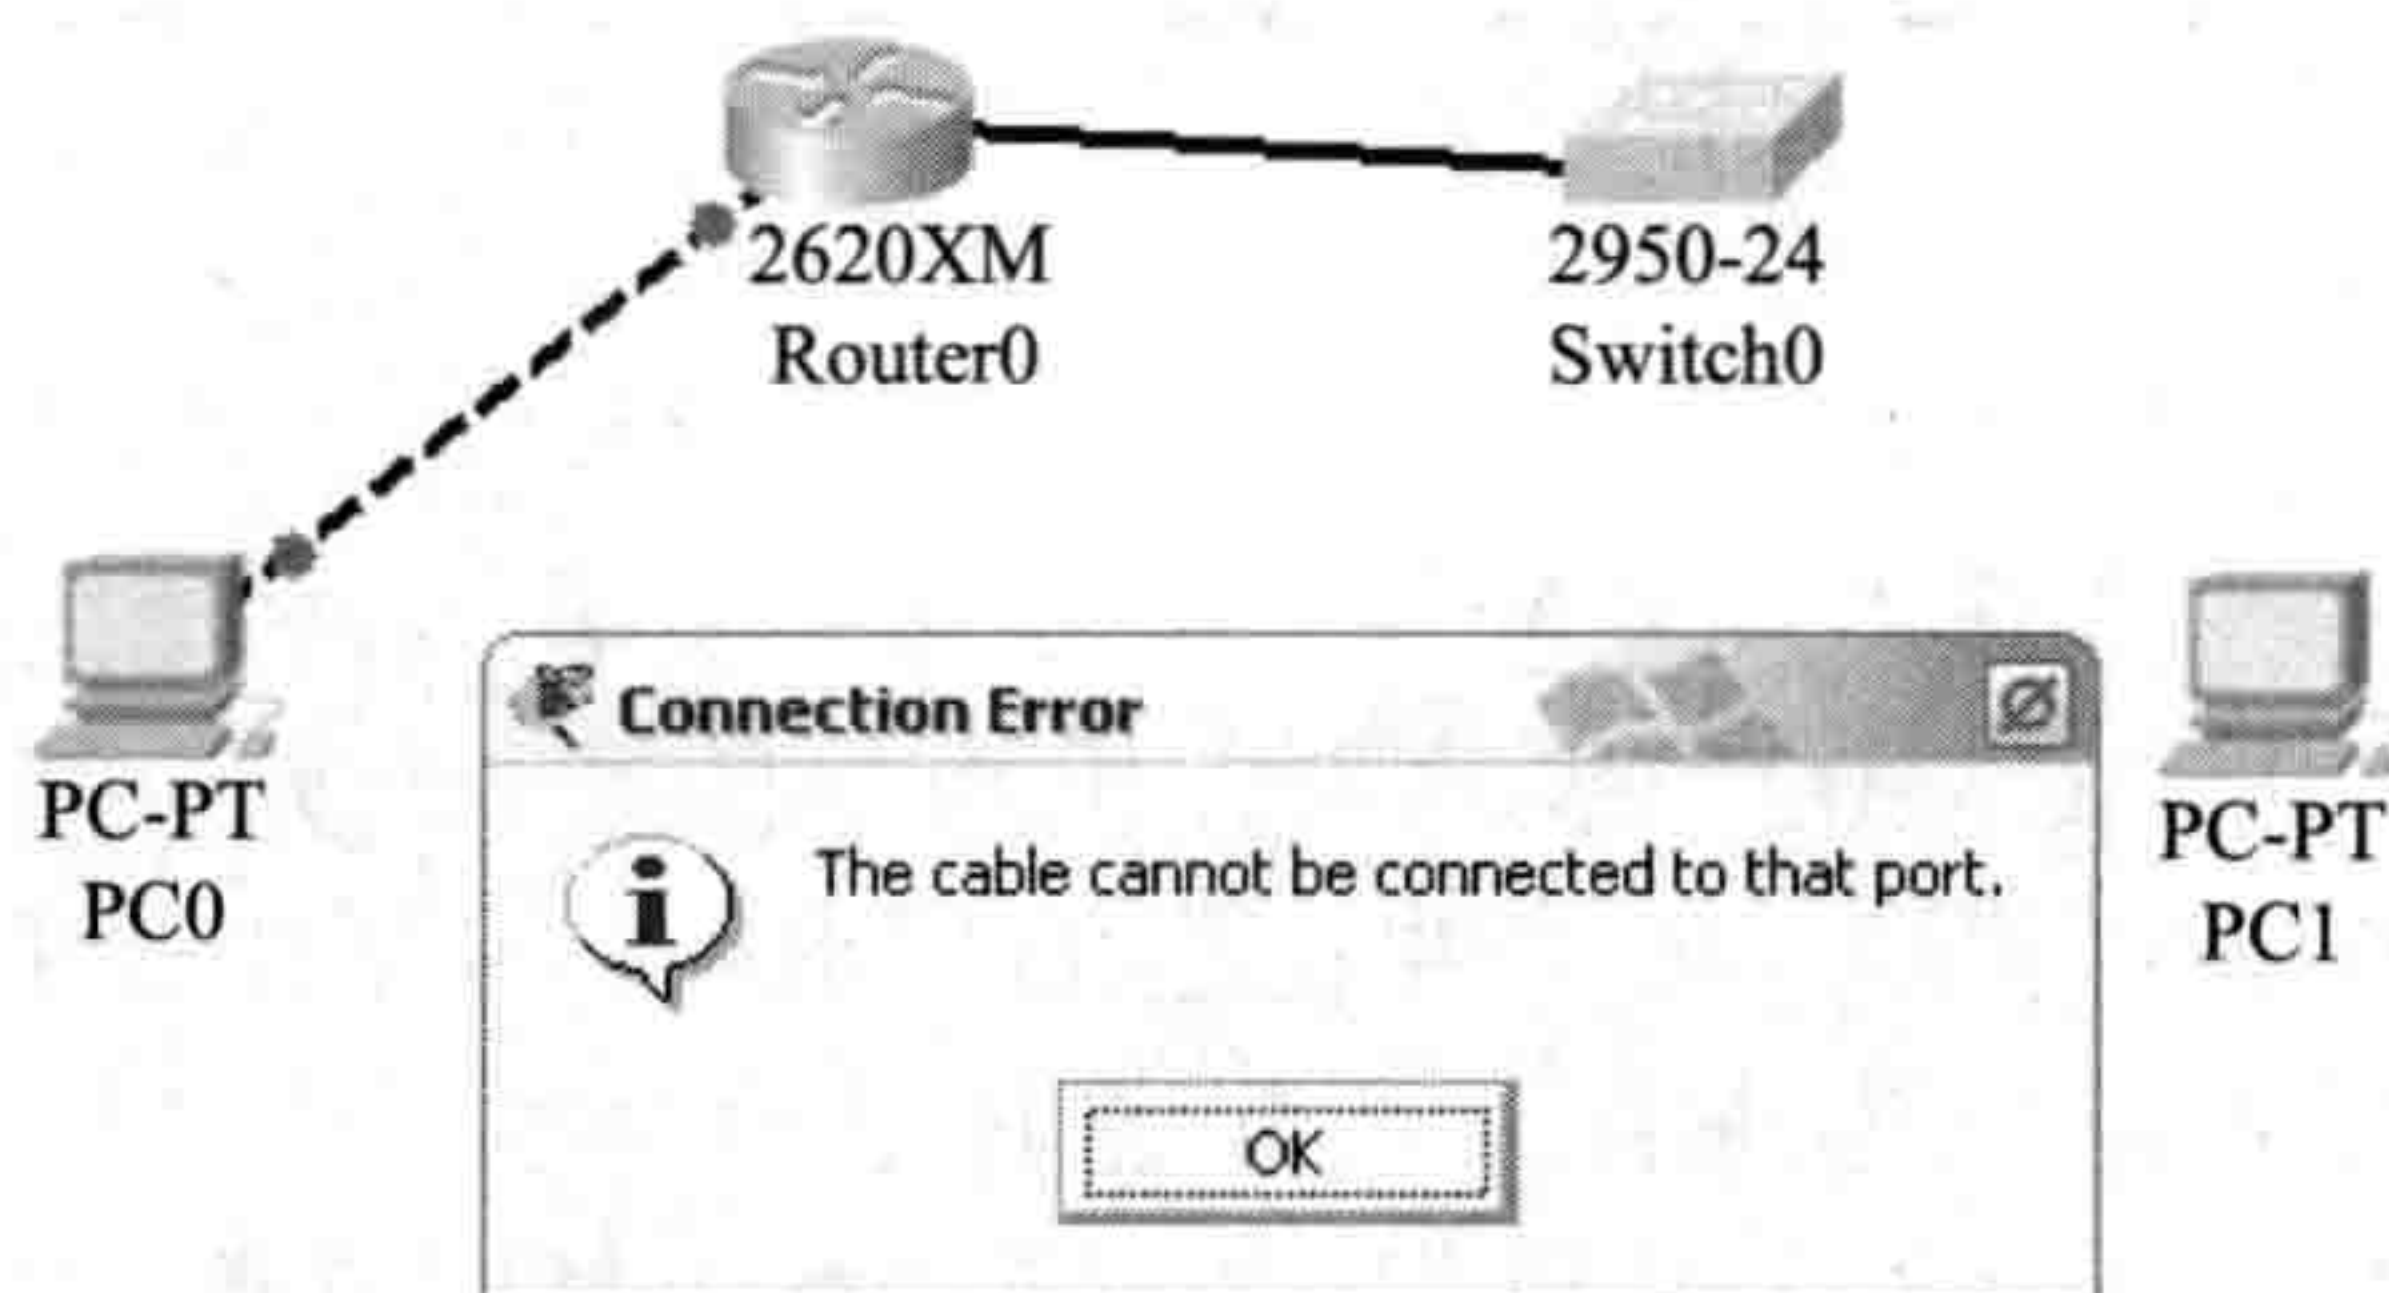 2620XM
Router0
2950-24
Switch0
PC-PT
PC0
Connection Error
The cable cannot be connected to that port.
OK
PC-PT
PC1